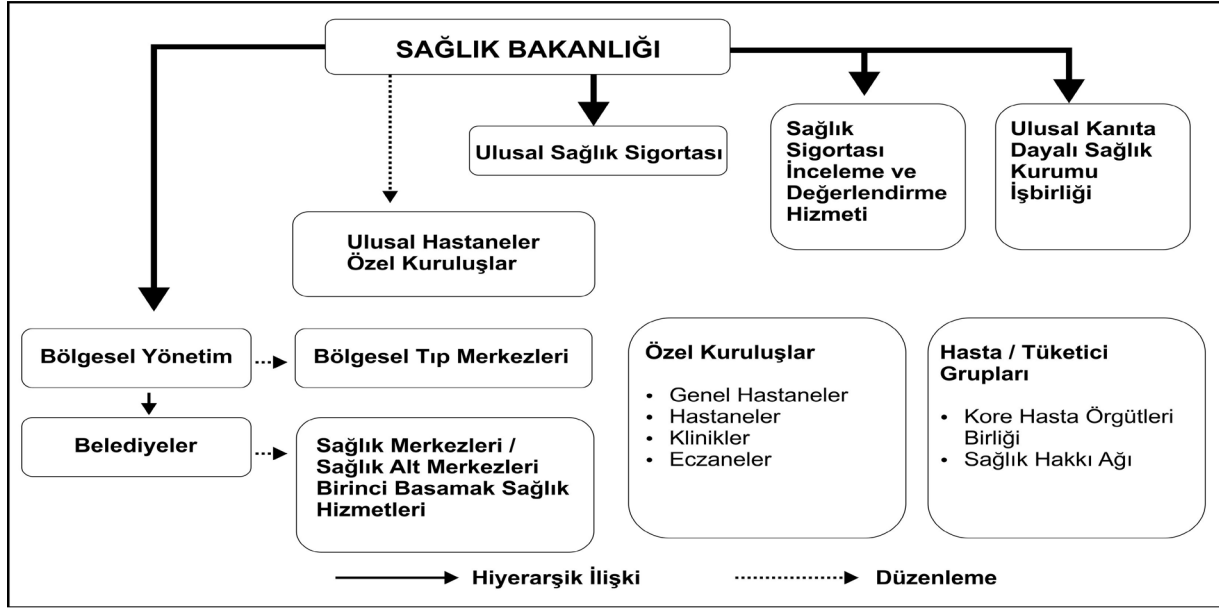 SAĞLIK BAKANLIĞI
Ulusal Sağlık Sigortası
Sağlık
Sigortası
İnceleme ve
Değerlendirme
Hizmeti
Ulusal Kanıta
Dayalı Sağlık
Kurumu
İşbirliği
Ulusal Hastaneler
Özel Kuruluşlar
Bölgesel Yönetim
Bölgesel Tıp Merkezleri
Belediyeler
Sağlık Merkezleri /
Sağlık Alt Merkezleri
Birinci Basamak Sağlık
Hizmetleri
Özel Kuruluşlar
• Genel Hastaneler
• Hastaneler
• Klinikler
• Eczaneler
Hasta / Tüketici
Grupları
• Kore Hasta Örgütleri
Birliği
• Sağlık Hakkı Ağı
Hiyerarşik İlişki
Düzenleme